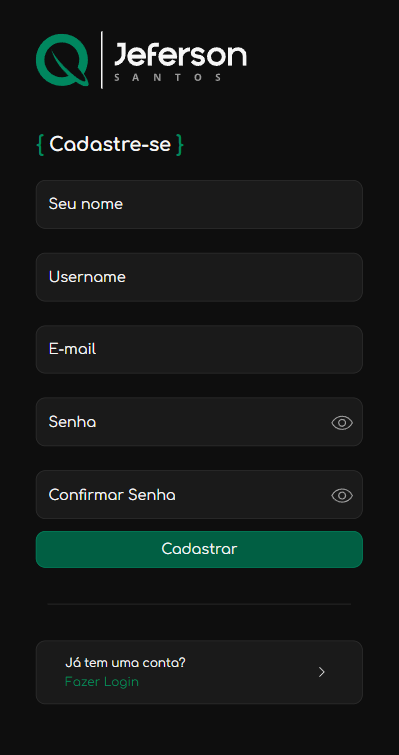 Jeferson
SANTOS
{ Cadastre-se }
Seu nome
Username
E-mail
Senha
Confirmar Senha
Cadastrar
Já tem uma conta?
Fazer Login